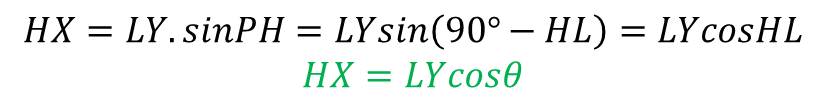 HX = LY.sinPH = LYsin(90° − HL) = LYcosHL
HX = LYcosθ